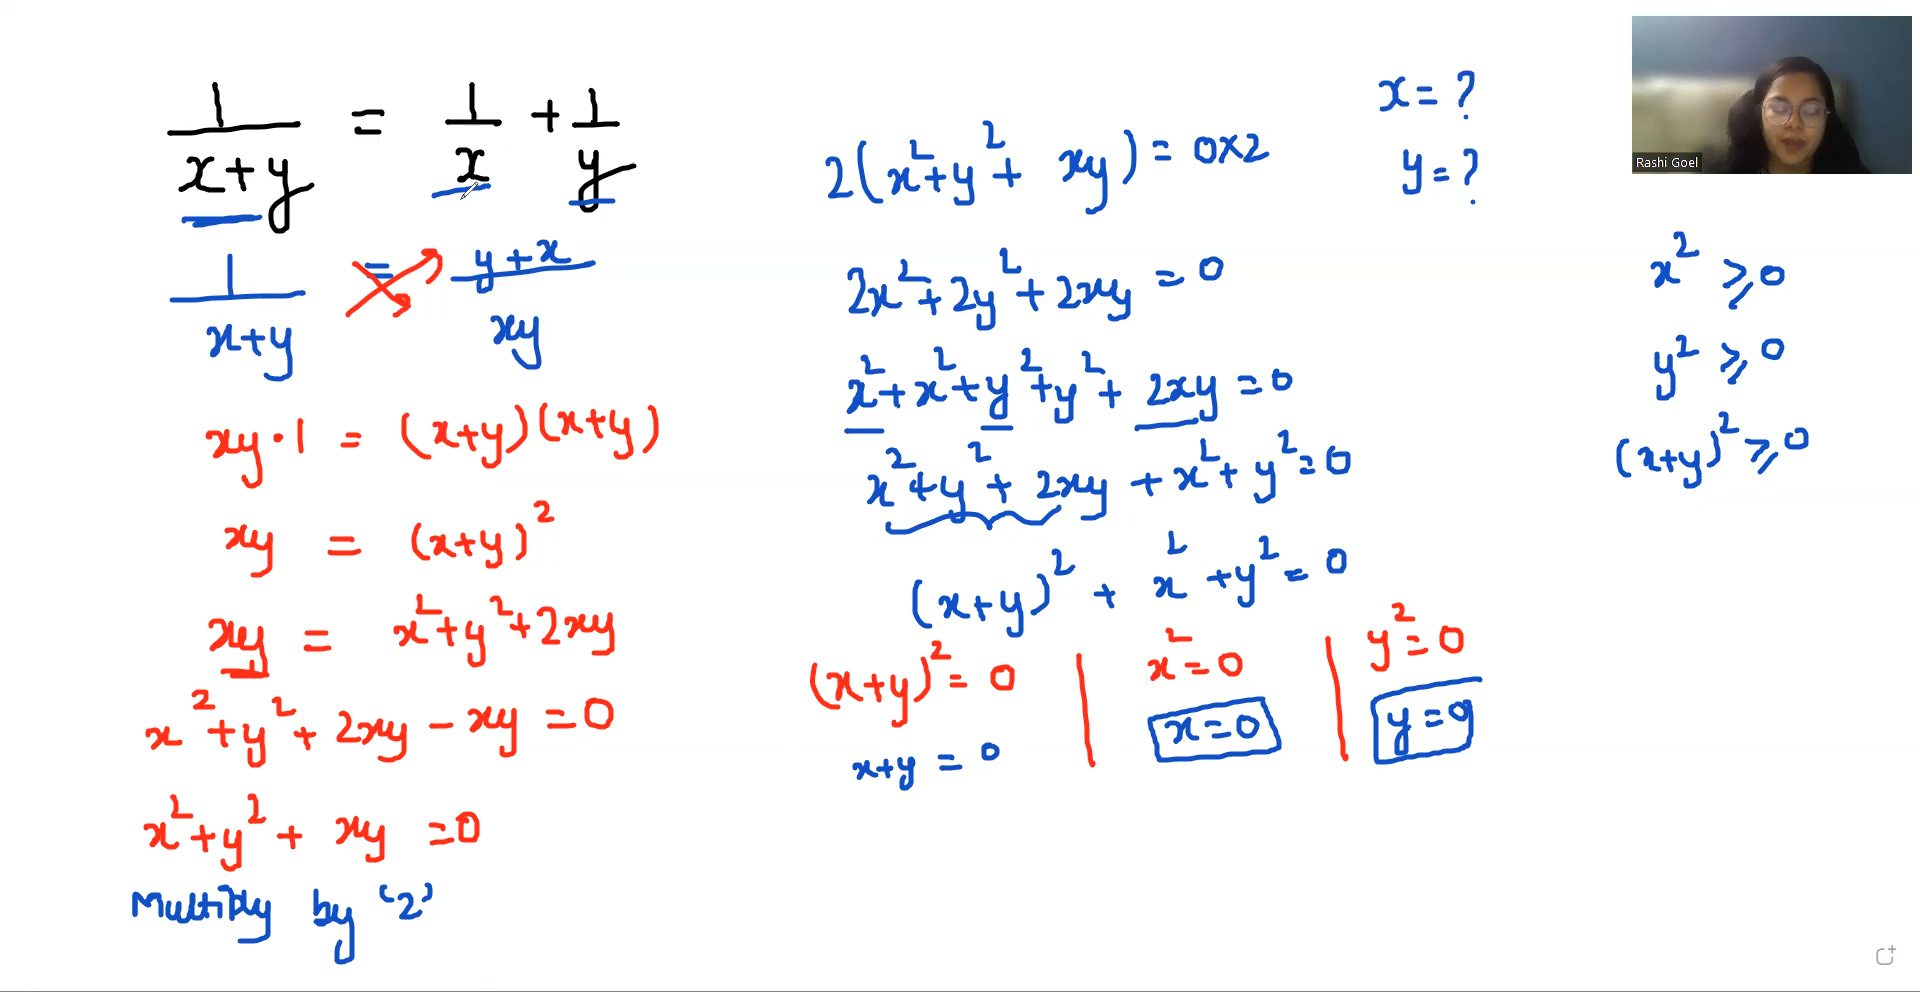 1/(x+y) = 1/x + 1/y
1/(x+y) = (y+x)/xy
xy·1 = (x+y)(x+y)
xy = (x+y)²
xy = x²+y²+2xy
x²+y²+2xy-xy=0
x²+y²+xy=0
Multiply by '2'
2(x²+y²+xy)=0×2
2x²+2y²+2xy=0
x²+x²+y²+y²+2xy=0
x²+y²+2xy+x²+y²=0
(x+y)²+x²+y²=0
(x+y)²=0 | x²=0 | y²=0
x+y=0 x=0 y=0
x=?
y=?
Rashi Goel
x²⩾0
y²⩾0
(x+y)²⩾0